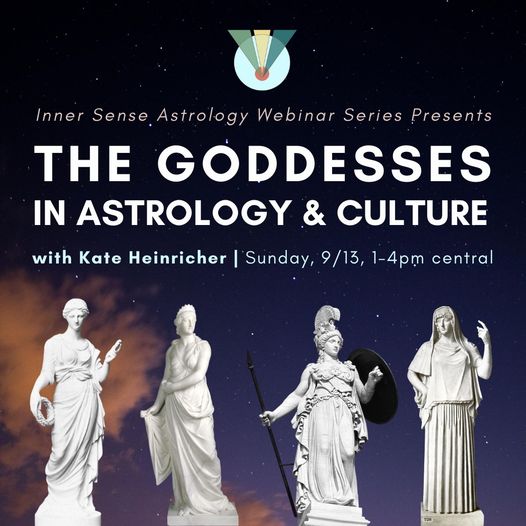 Inner Sense Astrology Webinar Series Presents
THE GODDESSES
IN ASTROLOGY & CULTURE
with Kate Heinricher | Sunday, 9/13, 1-4pm central